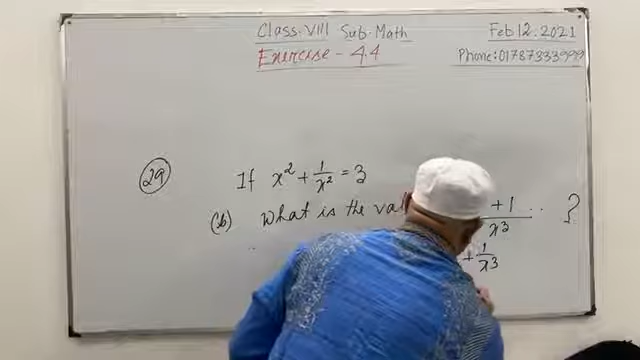 Class-VIII Sub-Math
Feb 12.2021
Exercise - 4.4
Phone:01787333999
29
If x² + 1/x² = 3
(b) What is the
+1/x³ .. ?
+ 1/x³